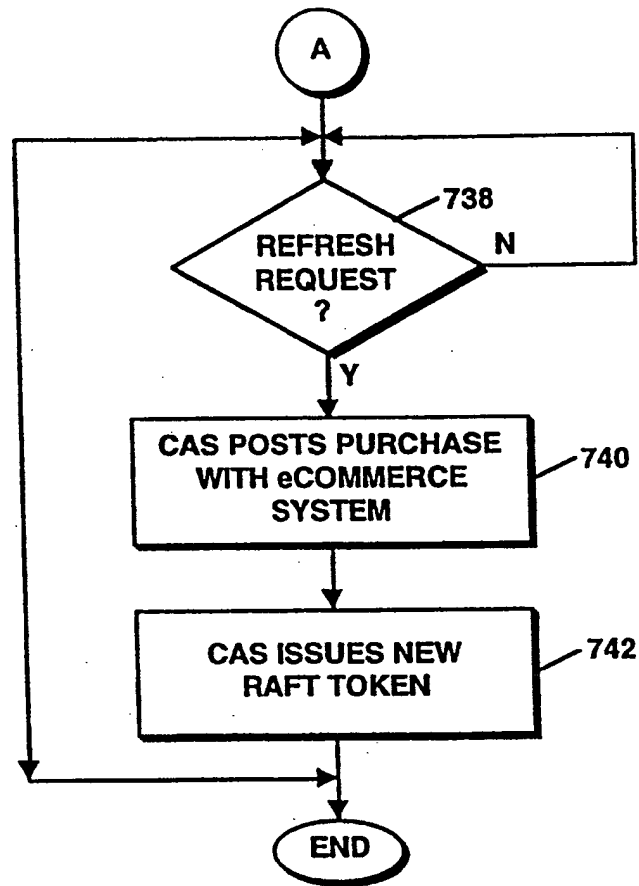 A
738
REFRESH
REQUEST
?
N
Y
CAS POSTS PURCHASE
WITH eCOMMERCE
SYSTEM
740
CAS ISSUES NEW
RAFT TOKEN
742
END